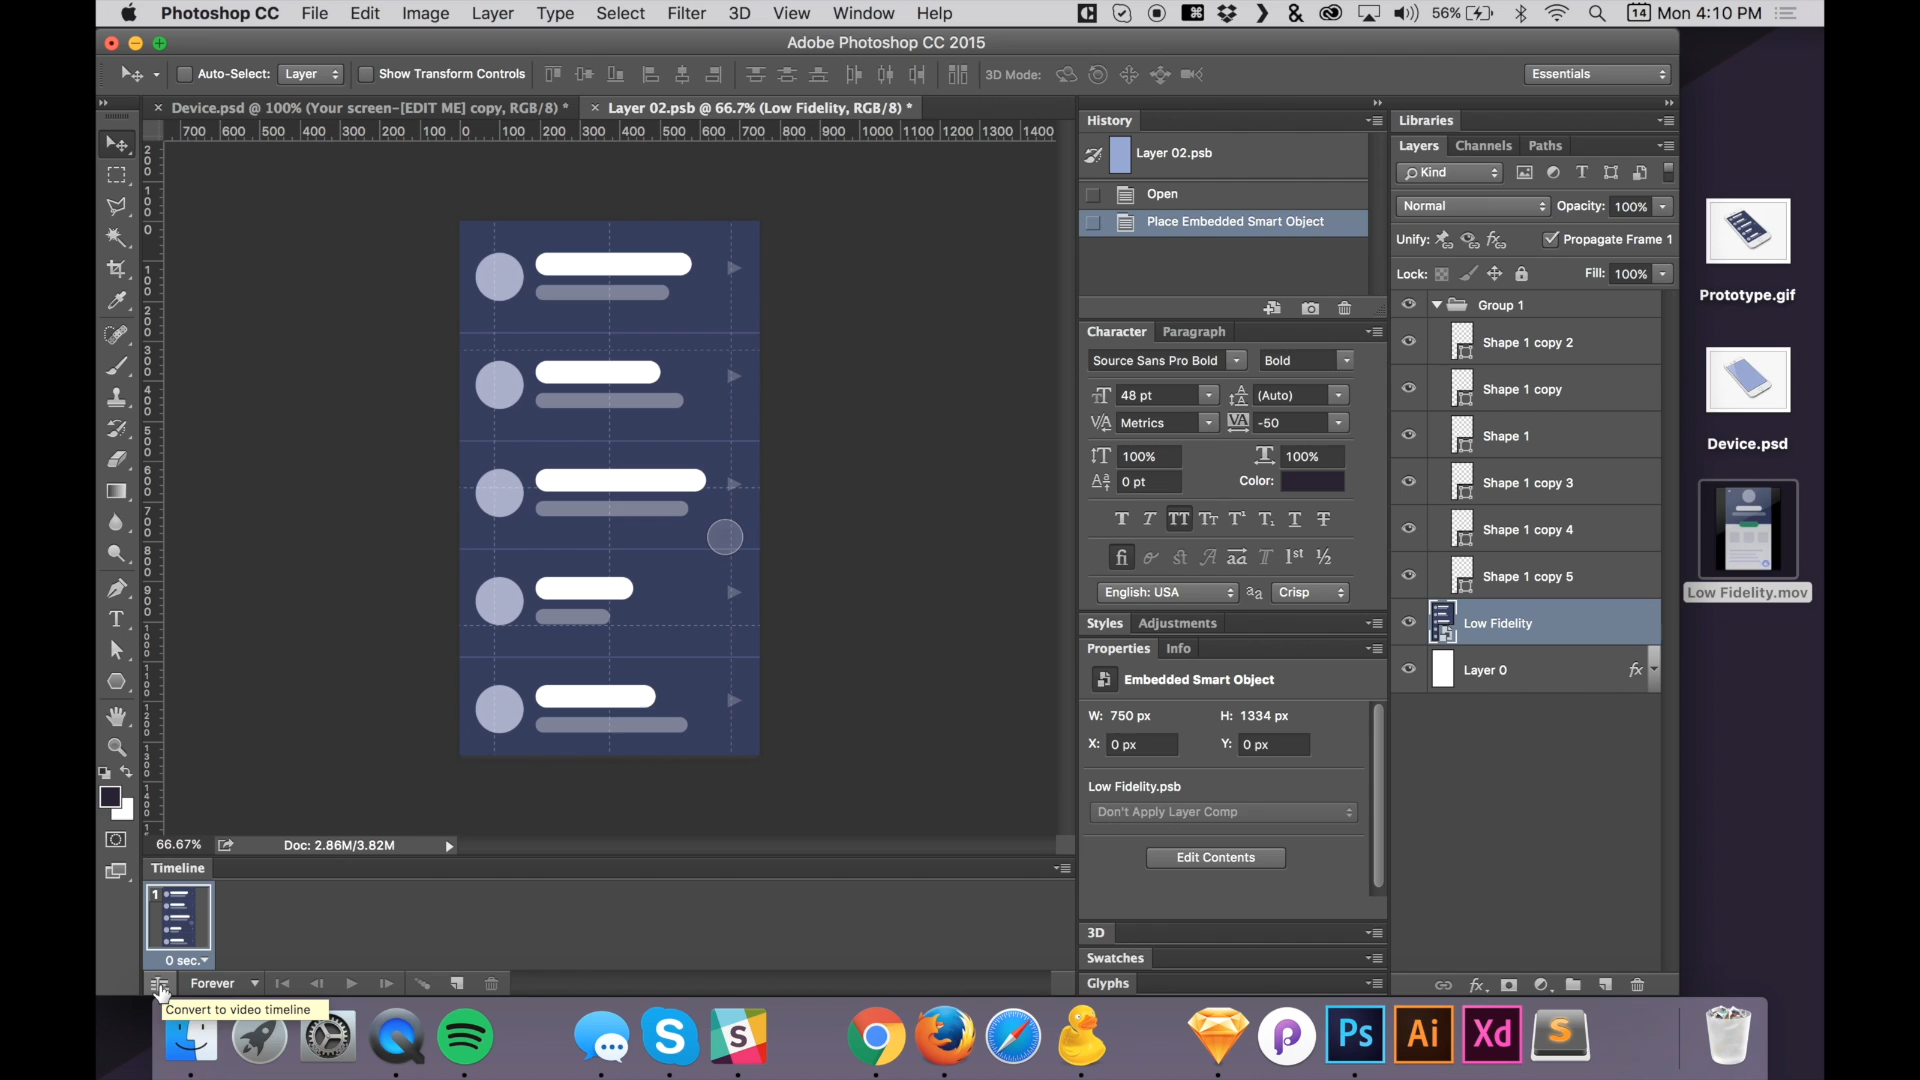 Photoshop CC File Edit Image Layer Type Select Filter 3D View Window Help 56% 14 Mon 4:10 PM
Adobe Photoshop CC 2015
Auto-Select: Layer Show Transform Controls 3D Mode: Essentials
Device.psd @ 100% (Your screen-[EDIT ME] copy, RGB/8) *
Layer 02.psb @ 66.7% (Low Fidelity, RGB/8) *
700 600 500 400 300 200 100 0 100 200 300 400 500 600 700 800 900 1000 1100 1200 1300 1400
66.67% Doc: 2.86M/3.82M
Timeline
1
0 sec.
Forever
Convert to video timeline
History
Layer 02.psb
Open
Place Embedded Smart Object
Character Paragraph
Source Sans Pro Bold Bold
48 pt (Auto)
Metrics -50
100% 100%
0 pt Color:
English: USA aa Crisp
Styles Adjustments
Properties Info
Embedded Smart Object
W: 750 px H: 1334 px
X: 0 px Y: 0 px
Low Fidelity.psb
Don't Apply Layer Comp
Edit Contents
3D
Swatches
Glyphs
Libraries
Layers Channels Paths
Kind
Normal Opacity: 100%
Unify: Propagate Frame 1
Lock: Fill: 100%
Group 1
Shape 1 copy 2
Shape 1 copy
Shape 1
Shape 1 copy 3
Shape 1 copy 4
Shape 1 copy 5
Low Fidelity
Layer 0 fx
Prototype.gif
Device.psd
Low Fidelity.mov
Ps Ai Xd S